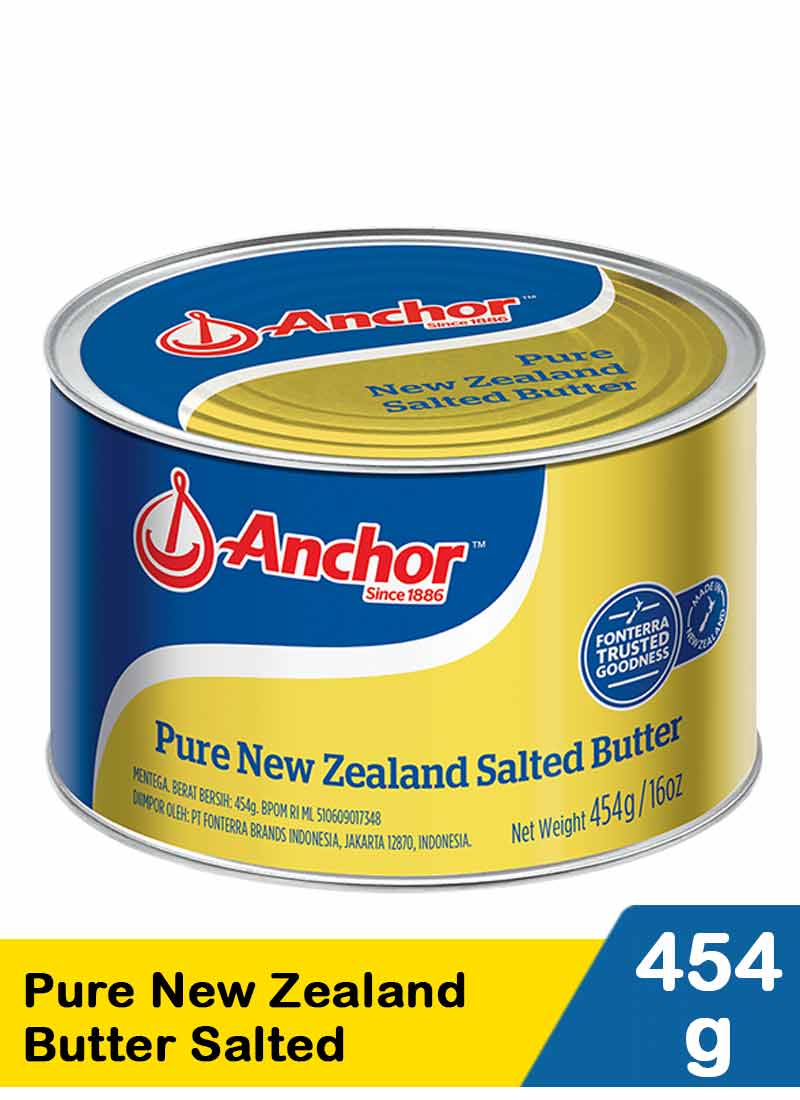 Anchor™
Since 1886
Pure
New Zealand
Salted Butter
Anchor™
Since 1886
FONTERRA
TRUSTED
GOODNESS
MADE IN
NEW ZEALAND
Pure New Zealand Salted Butter
MENTEGA. BERAT BERSIH: 454g. BPOM RI ML 510609017348
DIIMPOR OLEH: PT FONTERRA BRANDS INDONESIA, JAKARTA 12870, INDONESIA.
Net Weight 454g/16oz
Pure New Zealand
Butter Salted
454
g